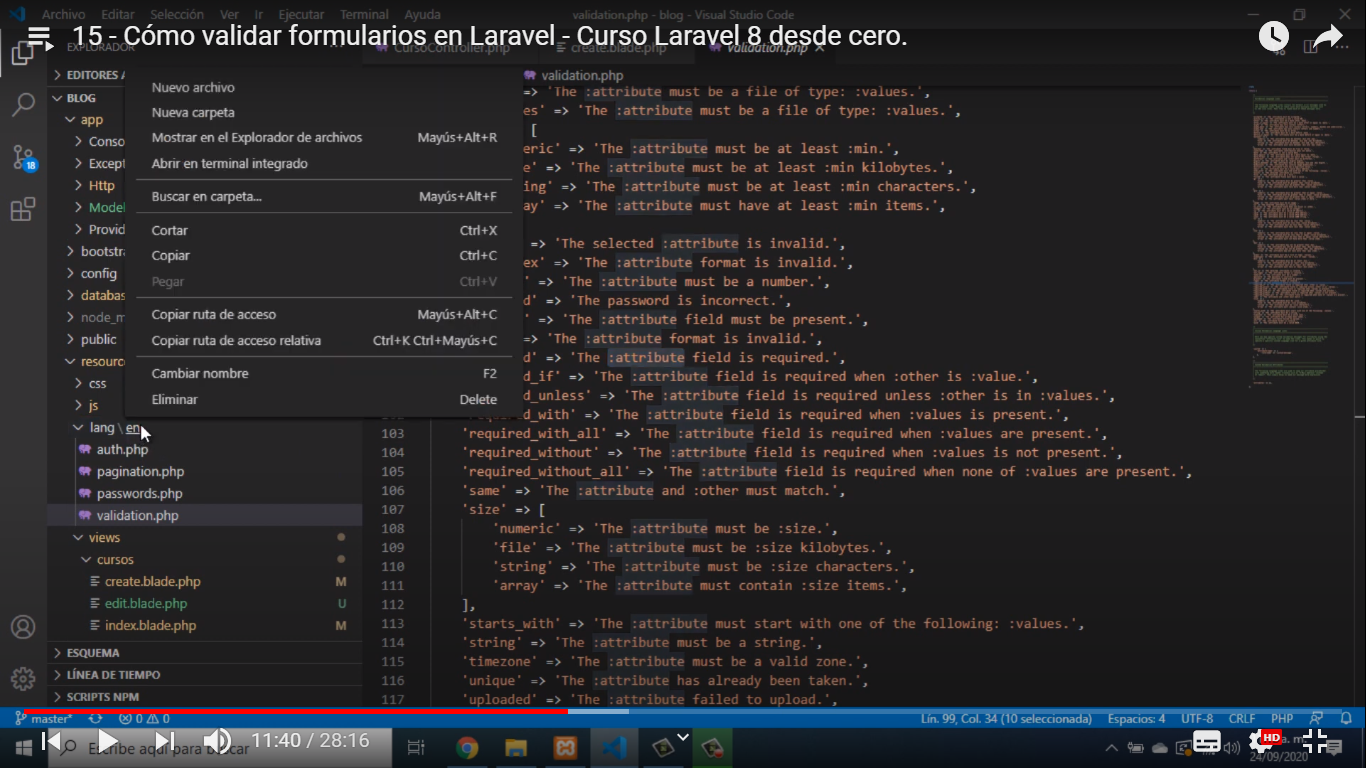 Archivo Editar Selección Ver Ir Ejecutar Terminal Ayuda validation.php - blog - Visual Studio Code
15 - Cómo validar formularios en Laravel - Curso Laravel 8 desde cero.
EXPLORADOR CursoController.php create.blade.php validation.php
EDITORES A
validation.php
BLOG
app
Conso
Except
Http
Model
Provid
bootstra
config
databas
node_m
public
resourc
css
js
lang \ en
auth.php
pagination.php
passwords.php
validation.php
views
cursos
create.blade.php M
edit.blade.php U
index.blade.php M
ESQUEMA
LÍNEA DE TIEMPO
SCRIPTS NPM
18
Nuevo archivo
Nueva carpeta
Mostrar en el Explorador de archivos Mayús+Alt+R
Abrir en terminal integrado
Buscar en carpeta... Mayús+Alt+F
Cortar Ctrl+X
Copiar Ctrl+C
Pegar Ctrl+V
Copiar ruta de acceso Mayús+Alt+C
Copiar ruta de acceso relativa Ctrl+K Ctrl+Mayús+C
Cambiar nombre F2
Eliminar Delete
=> 'The :attribute must be a file of type: :values.',
es' => 'The :attribute must be a file of type: :values.',
[
eric' => 'The :attribute must be at least :min.',
e' => 'The :attribute must be at least :min kilobytes.',
ing' => 'The :attribute must be at least :min characters.',
ay' => 'The :attribute must have at least :min items.',
=> 'The selected :attribute is invalid.',
ex' => 'The :attribute format is invalid.',
' => 'The :attribute must be a number.',
d' => 'The password is incorrect.',
' => 'The :attribute field must be present.',
=> 'The :attribute format is invalid.',
d' => 'The :attribute field is required.',
d_if' => 'The :attribute field is required when :other is :value.',
d_unless' => 'The :attribute field is required unless :other is in :values.',
'required_with' => 'The :attribute field is required when :values is present.',
103 'required_with_all' => 'The :attribute field is required when :values are present.',
104 'required_without' => 'The :attribute field is required when :values is not present.',
105 'required_without_all' => 'The :attribute field is required when none of :values are present.',
106 'same' => 'The :attribute and :other must match.',
107 'size' => [
108 'numeric' => 'The :attribute must be :size.',
109 'file' => 'The :attribute must be :size kilobytes.',
110 'string' => 'The :attribute must be :size characters.',
111 'array' => 'The :attribute must contain :size items.',
112 ],
113 'starts_with' => 'The :attribute must start with one of the following: :values.',
114 'string' => 'The :attribute must be a string.',
115 'timezone' => 'The :attribute must be a valid zone.',
116 'unique' => 'The :attribute has already been taken.',
117 'uploaded' => 'The :attribute failed to upload.',
master* 0 0 Lín. 99, Col. 34 (10 seleccionada) Espacios: 4 UTF-8 CRLF PHP
Escribe aquí para buscar
11:40 / 28:16
HD
a. m.
24/09/2020